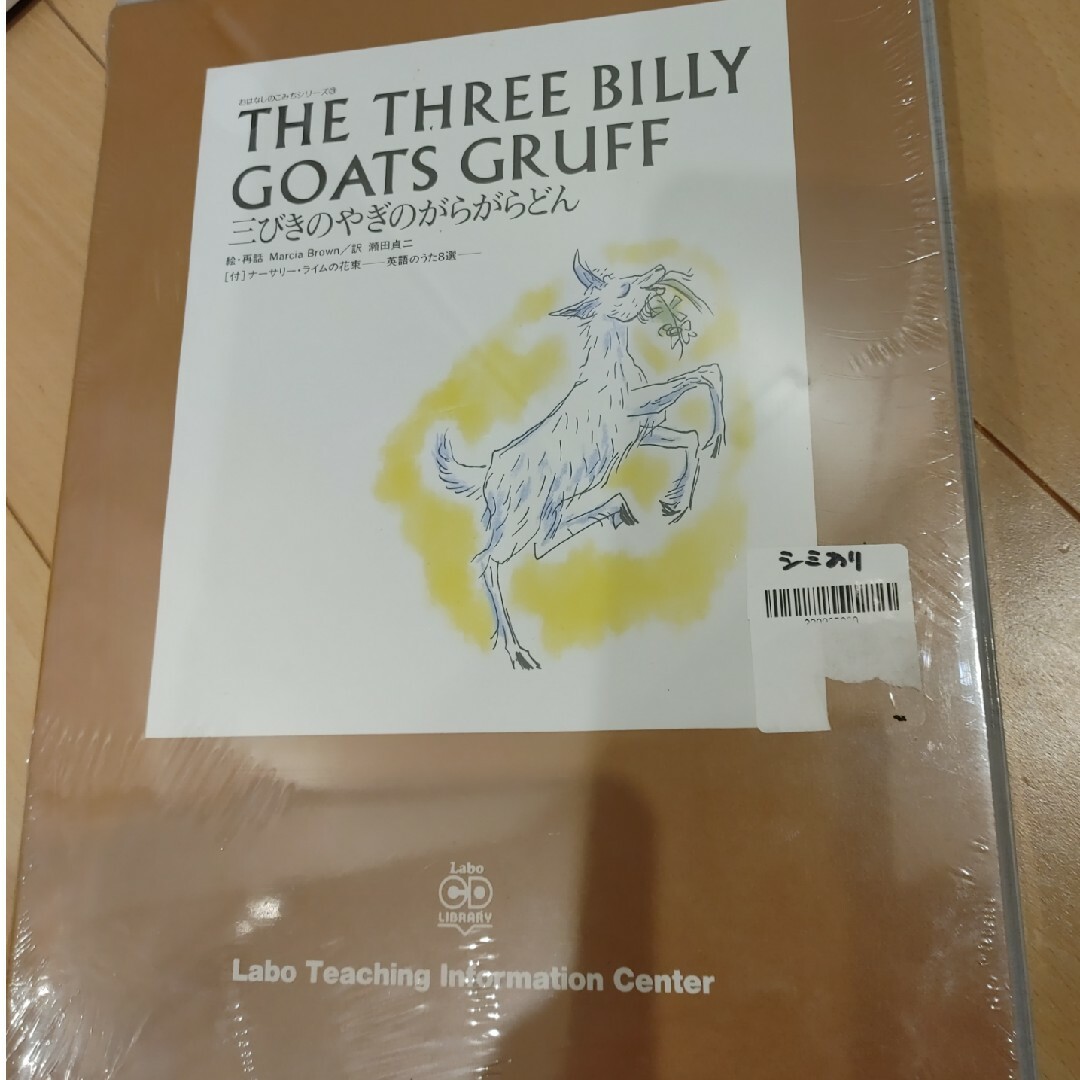 おはなしのこみちシリーズ③
THE THREE BILLY
GOATS GRUFF
三びきのやぎのがらがらどん
絵・再話 Marcia Brown/訳 瀬田貞二
[付]ナーサリー・ライムの花束――英語のうた8選――
シミあり
Labo
CD
LIBRARY
Labo Teaching Information Center